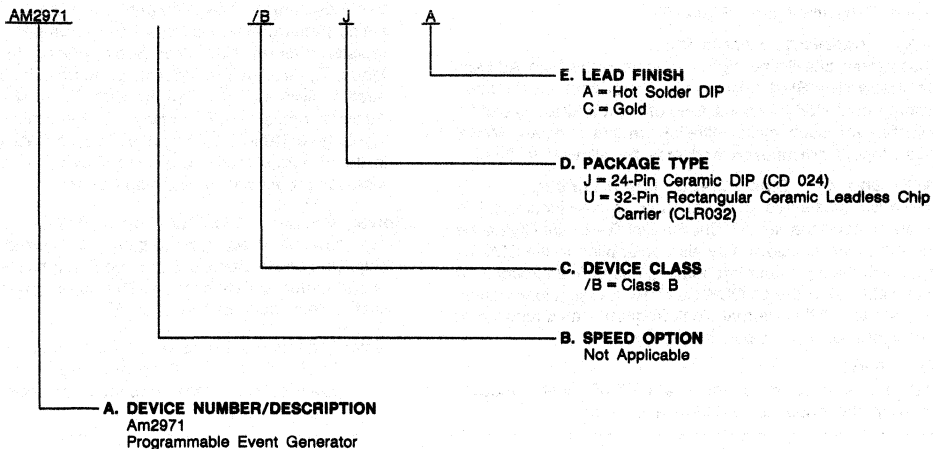 AM2971 /B J A
E. LEAD FINISH
A = Hot Solder DIP
C = Gold
D. PACKAGE TYPE
J = 24-Pin Ceramic DIP (CD 024)
U = 32-Pin Rectangular Ceramic Leadless Chip
Carrier (CLR032)
C. DEVICE CLASS
/B = Class B
B. SPEED OPTION
Not Applicable
A. DEVICE NUMBER/DESCRIPTION
Am2971
Programmable Event Generator